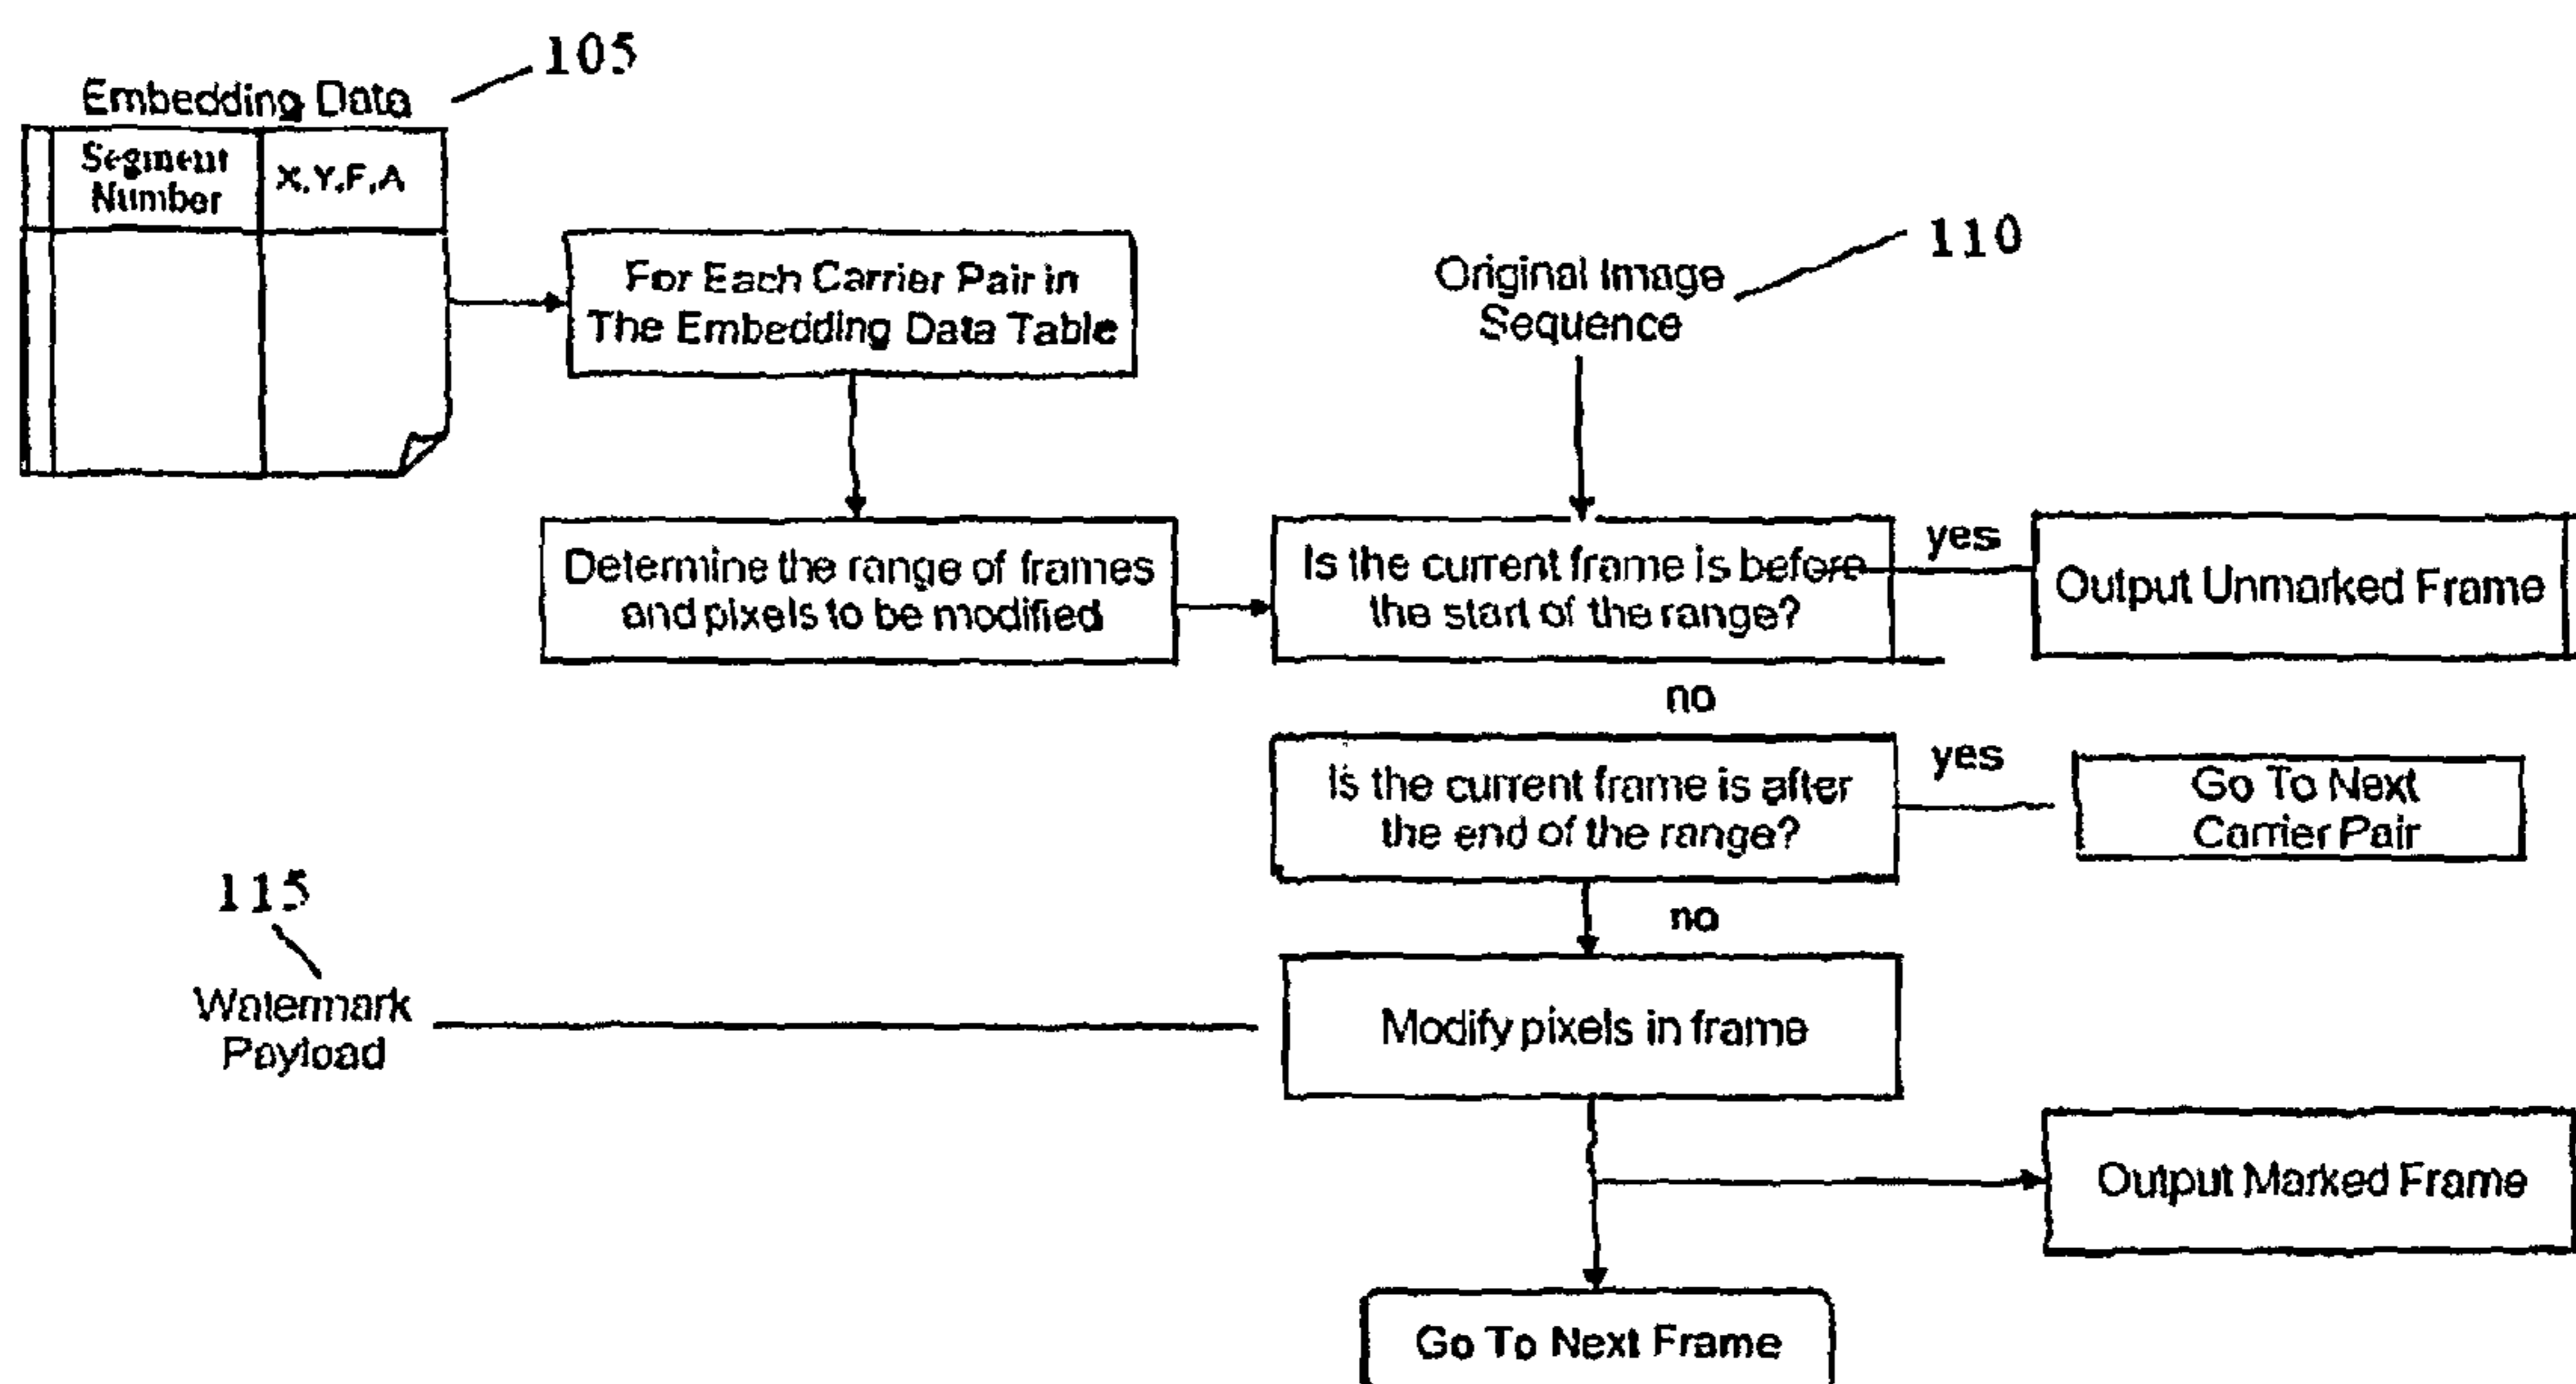 105
Embedding Data
Segment
Number
X,Y,F,A
For Each Carrier Pair in
The Embedding Data Table
110
Original Image
Sequence
Determine the range of frames
and pixels to be modified
Is the current frame is before
the start of the range?
yes
Output Unmarked Frame
no
Is the current frame is after
the end of the range?
yes
Go To Next
Carrier Pair
no
115
Watermark
Payload
Modify pixels in frame
Output Marked Frame
Go To Next Frame